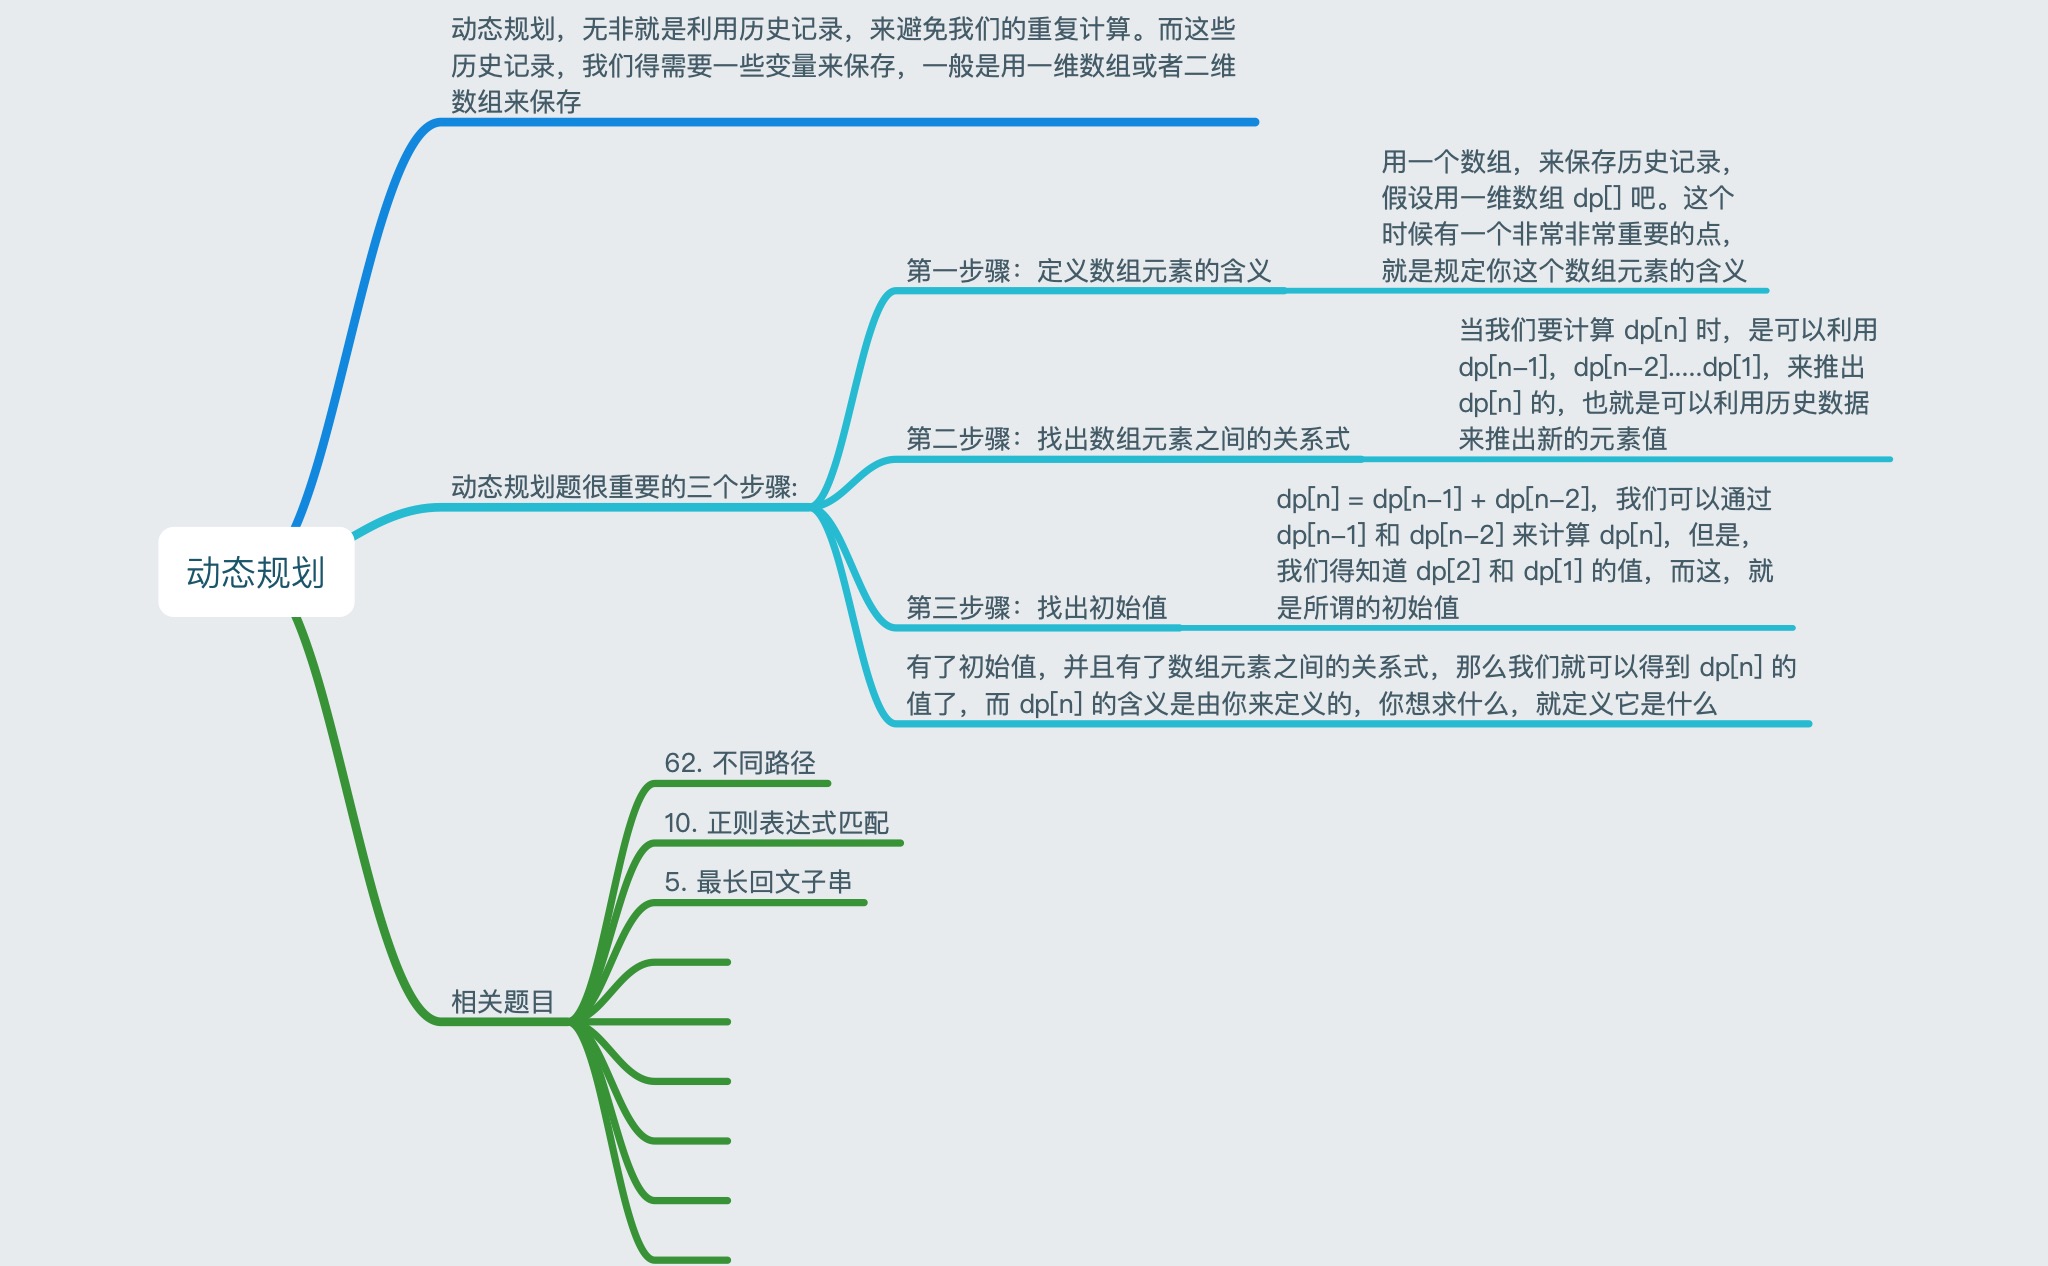 动态规划，无非就是利用历史记录，来避免我们的重复计算。而这些
历史记录，我们得需要一些变量来保存，一般是用一维数组或者二维
数组来保存
用一个数组，来保存历史记录，
假设用一维数组 dp[] 吧。这个
时候有一个非常非常重要的点，
就是规定你这个数组元素的含义
第一步骤：定义数组元素的含义
当我们要计算 dp[n] 时，是可以利用
dp[n-1]，dp[n-2].....dp[1]，来推出
dp[n] 的，也就是可以利用历史数据
来推出新的元素值
第二步骤：找出数组元素之间的关系式
动态规划题很重要的三个步骤:
dp[n] = dp[n-1] + dp[n-2]，我们可以通过
dp[n-1] 和 dp[n-2] 来计算 dp[n]，但是，
我们得知道 dp[2] 和 dp[1] 的值，而这，就
是所谓的初始值
第三步骤：找出初始值
动态规划
有了初始值，并且有了数组元素之间的关系式，那么我们就可以得到 dp[n] 的
值了，而 dp[n] 的含义是由你来定义的，你想求什么，就定义它是什么
62. 不同路径
10. 正则表达式匹配
5. 最长回文子串
相关题目